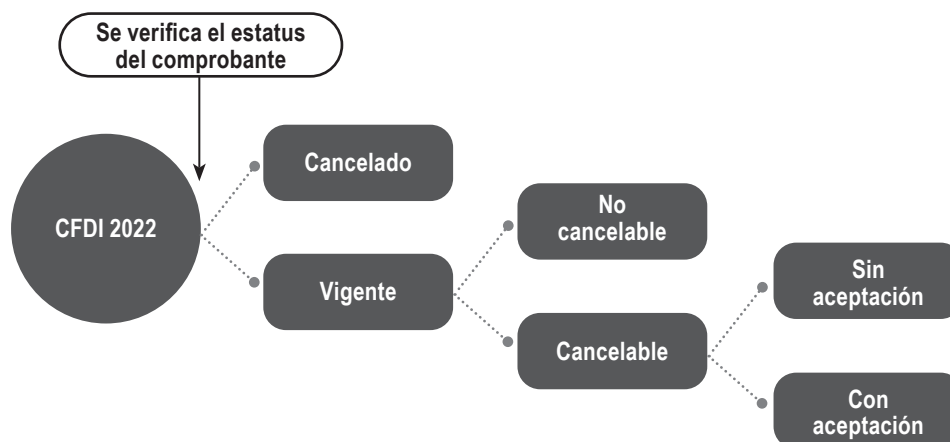 Se verifica el estatus
del comprobante
CFDI 2022
Cancelado
Vigente
No
cancelable
Cancelable
Sin
aceptación
Con
aceptación